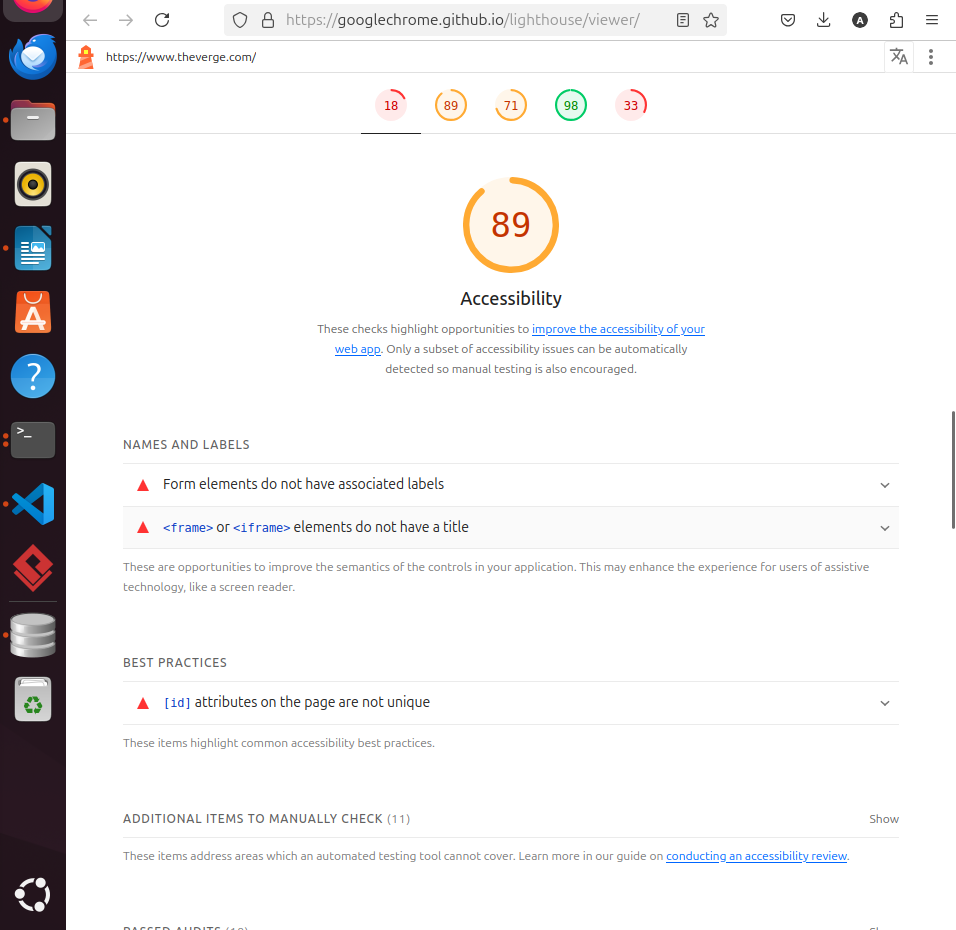 https://googlechrome.github.io/lighthouse/viewer/
A
https://www.theverge.com/
18 89 71 98 33
89
Accessibility
These checks highlight opportunities to improve the accessibility of your
web app. Only a subset of accessibility issues can be automatically
detected so manual testing is also encouraged.
NAMES AND LABELS
Form elements do not have associated labels
<frame> or <iframe> elements do not have a title
These are opportunities to improve the semantics of the controls in your application. This may enhance the experience for users of assistive
technology, like a screen reader.
BEST PRACTICES
[id] attributes on the page are not unique
These items highlight common accessibility best practices.
ADDITIONAL ITEMS TO MANUALLY CHECK (11) Show
These items address areas which an automated testing tool cannot cover. Learn more in our guide on conducting an accessibility review.
PASSED AUDITS